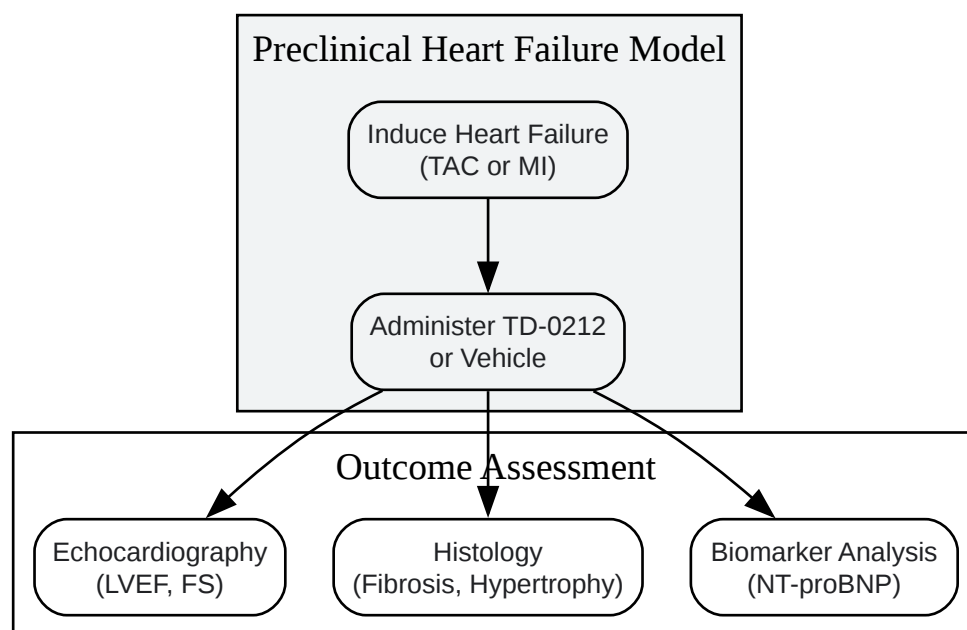 Preclinical Heart Failure Model
Induce Heart Failure
(TAC or MI)
Administer TD-0212
or Vehicle
Outcome Assessment
Echocardiography
(LVEF, FS)
Histology
(Fibrosis, Hypertrophy)
Biomarker Analysis
(NT-proBNP)